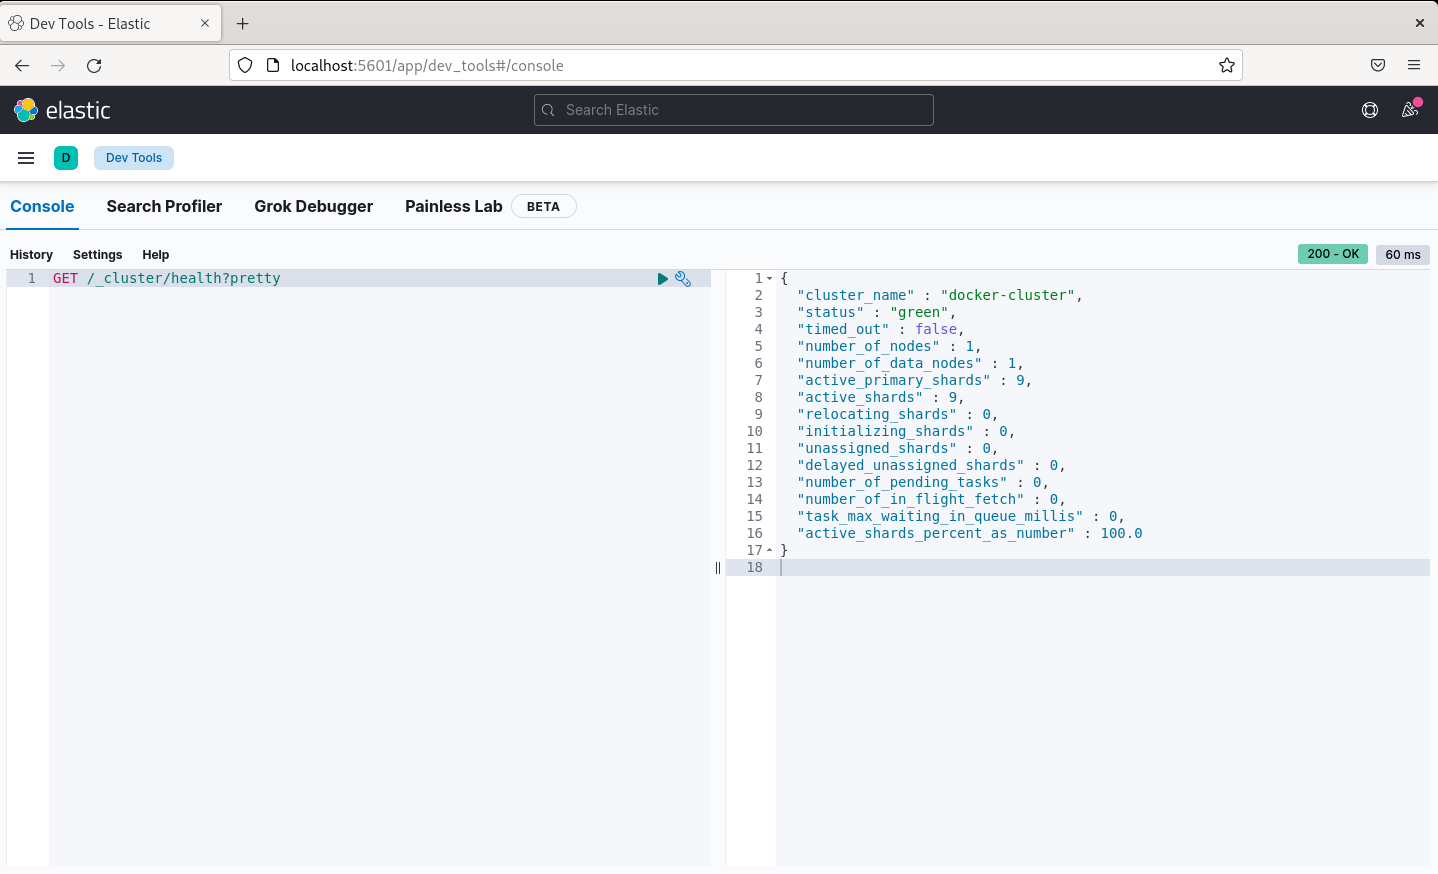 Dev Tools - Elastic
localhost:5601/app/dev_tools#/console
elastic
Search Elastic
D
Dev Tools
Console
Search Profiler
Grok Debugger
Painless Lab
BETA
History
Settings
Help
200 - OK
60 ms
1 GET /_cluster/health?pretty
1 {
2 "cluster_name" : "docker-cluster",
3 "status" : "green",
4 "timed_out" : false,
5 "number_of_nodes" : 1,
6 "number_of_data_nodes" : 1,
7 "active_primary_shards" : 9,
8 "active_shards" : 9,
9 "relocating_shards" : 0,
10 "initializing_shards" : 0,
11 "unassigned_shards" : 0,
12 "delayed_unassigned_shards" : 0,
13 "number_of_pending_tasks" : 0,
14 "number_of_in_flight_fetch" : 0,
15 "task_max_waiting_in_queue_millis" : 0,
16 "active_shards_percent_as_number" : 100.0
17 }
18